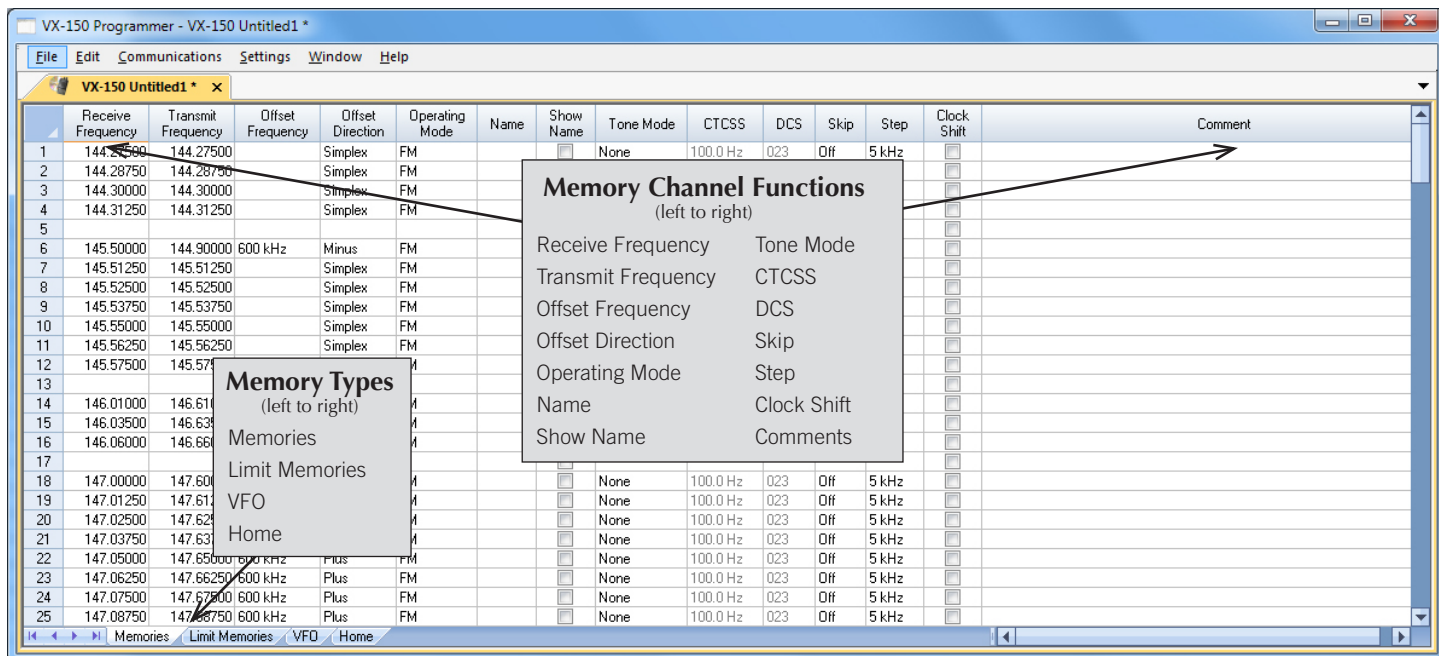 VX-150 Programmer - VX-150 Untitled1 *
File Edit Communications Settings Window Help
VX-150 Untitled1 * x
Receive Frequency Transmit Frequency Offset Frequency Offset Direction Operating Mode Name Show Name Tone Mode CTCSS DCS Skip Step Clock Shift Comment
1 144.27500 144.27500 Simplex FM None 100.0 Hz 023 Off 5 kHz
2 144.28750 144.28750 Simplex FM
3 144.30000 144.30000 Simplex FM
4 144.31250 144.31250 Simplex FM
5
6 145.50000 144.90000 600 kHz Minus FM
7 145.51250 145.51250 Simplex FM
8 145.52500 145.52500 Simplex FM
9 145.53750 145.53750 Simplex FM
10 145.55000 145.55000 Simplex FM
11 145.56250 145.56250 Simplex FM
12 145.57500
13
14 146.01000
15 146.03500
16 146.06000
17
18 147.00000 None 100.0 Hz 023 Off 5 kHz
19 147.01250 None 100.0 Hz 023 Off 5 kHz
20 147.02500 None 100.0 Hz 023 Off 5 kHz
21 147.03750 None 100.0 Hz 023 Off 5 kHz
22 147.05000 147.65000 600 kHz Plus FM None 100.0 Hz 023 Off 5 kHz
23 147.06250 147.66250 600 kHz Plus FM None 100.0 Hz 023 Off 5 kHz
24 147.07500 147.67500 600 kHz Plus FM None 100.0 Hz 023 Off 5 kHz
25 147.08750 147.68750 600 kHz Plus FM None 100.0 Hz 023 Off 5 kHz
Memory Channel Functions
(left to right)
Receive Frequency Tone Mode
Transmit Frequency CTCSS
Offset Frequency DCS
Offset Direction Skip
Operating Mode Step
Name Clock Shift
Show Name Comments
Memory Types
(left to right)
Memories
Limit Memories
VFO
Home
Memories Limit Memories VFO Home